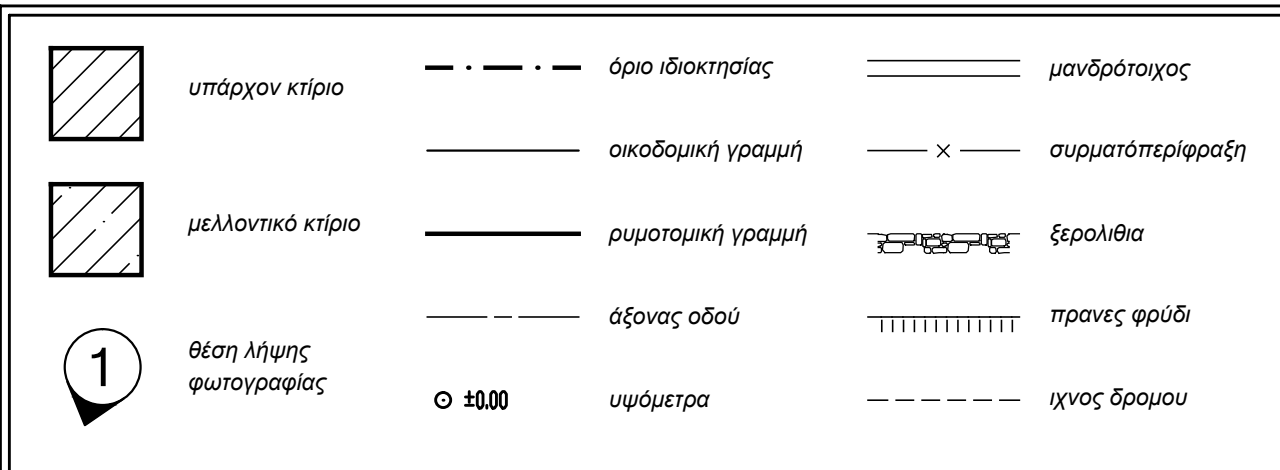 υπάρχον κτίριο
μελλοντικό κτίριο
1
θέση λήψης
φωτογραφίας
όριο ιδιοκτησίας
οικοδομική γραμμή
ρυμοτομική γραμμή
άξονας οδού
±0.00
υψόμετρα
μανδρότοιχος
συρματόπερίφραξη
ξερολιθια
πρανες φρύδι
ιχνος δρομου